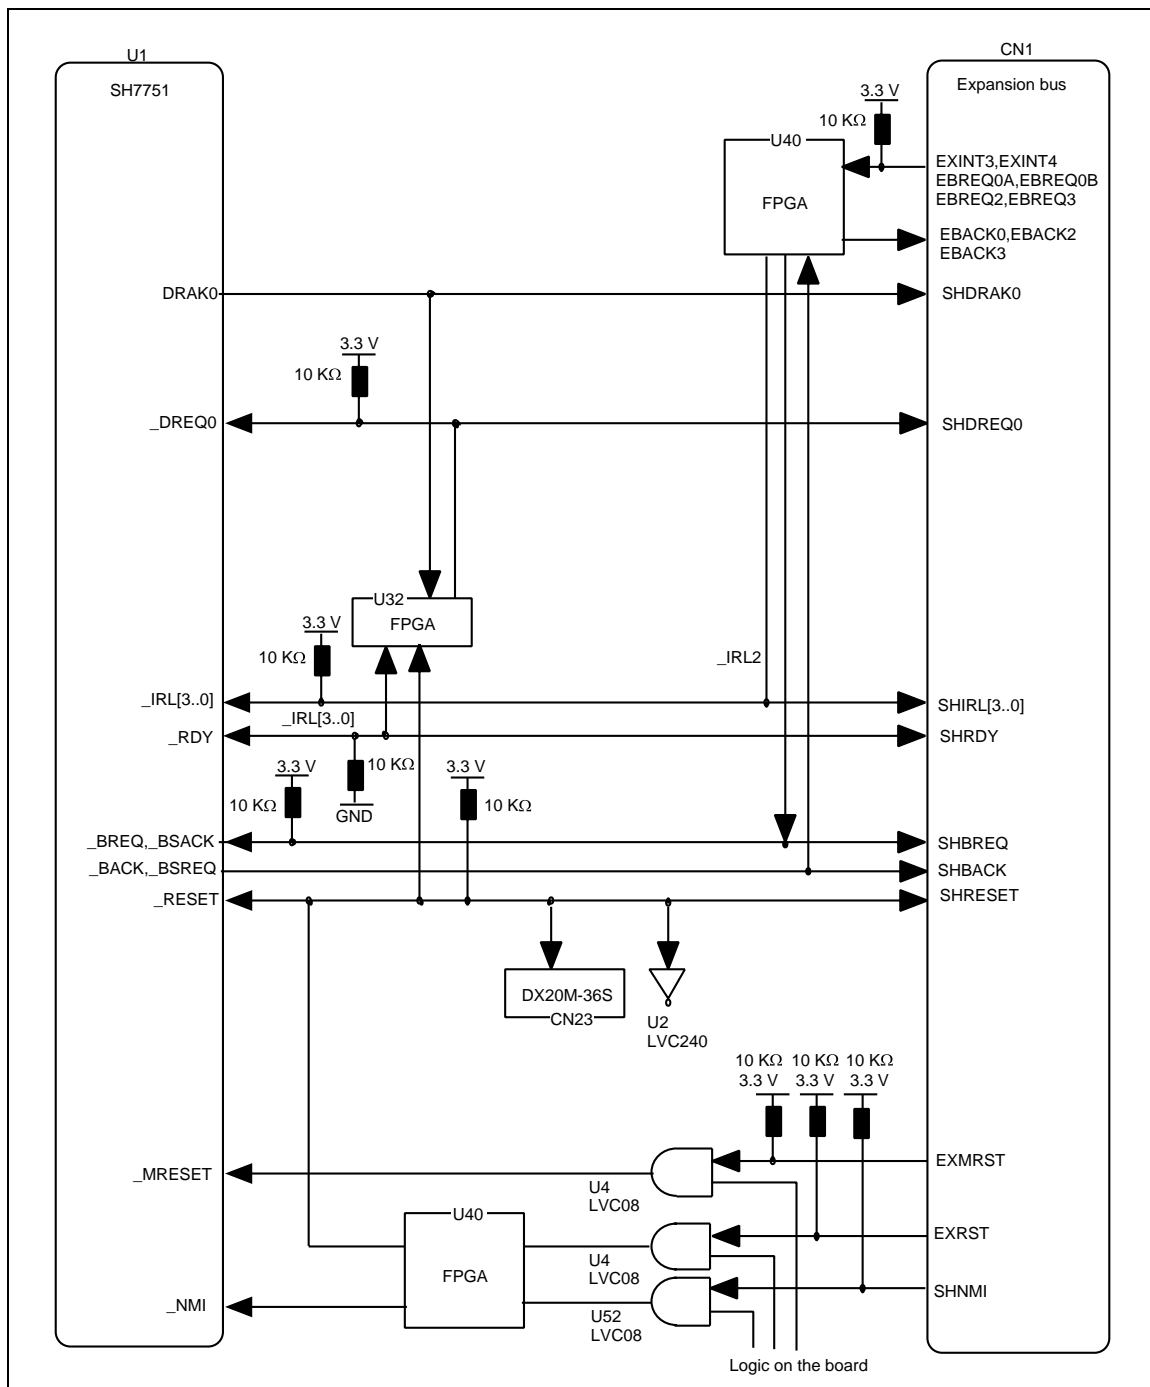 U1
CN1
SH7751
Expansion bus
3.3 V
10 KΩ
U40
FPGA
EXINT3,EXINT4
EBREQ0A,EBREQ0B
EBREQ2,EBREQ3
EBACK0,EBACK2
EBACK3
DRAK0
SHDRAK0
3.3 V
10 KΩ
_DREQ0
SHDREQ0
U32
FPGA
3.3 V
10 KΩ
_IRL2
_IRL[3..0]
SHIRL[3..0]
_IRL[3..0]
_RDY
SHRDY
3.3 V
10 KΩ
3.3 V
10 KΩ
10 KΩ
GND
_BREQ,_BSACK
SHBREQ
_BACK,_BSREQ
SHBACK
_RESET
SHRESET
DX20M-36S
CN23
U2
LVC240
10 KΩ 10 KΩ 10 KΩ
3.3 V 3.3 V 3.3 V
_MRESET
EXMRST
U4
LVC08
U40
FPGA
EXRST
U4
LVC08
SHNMI
_NMI
U52
LVC08
Logic on the board